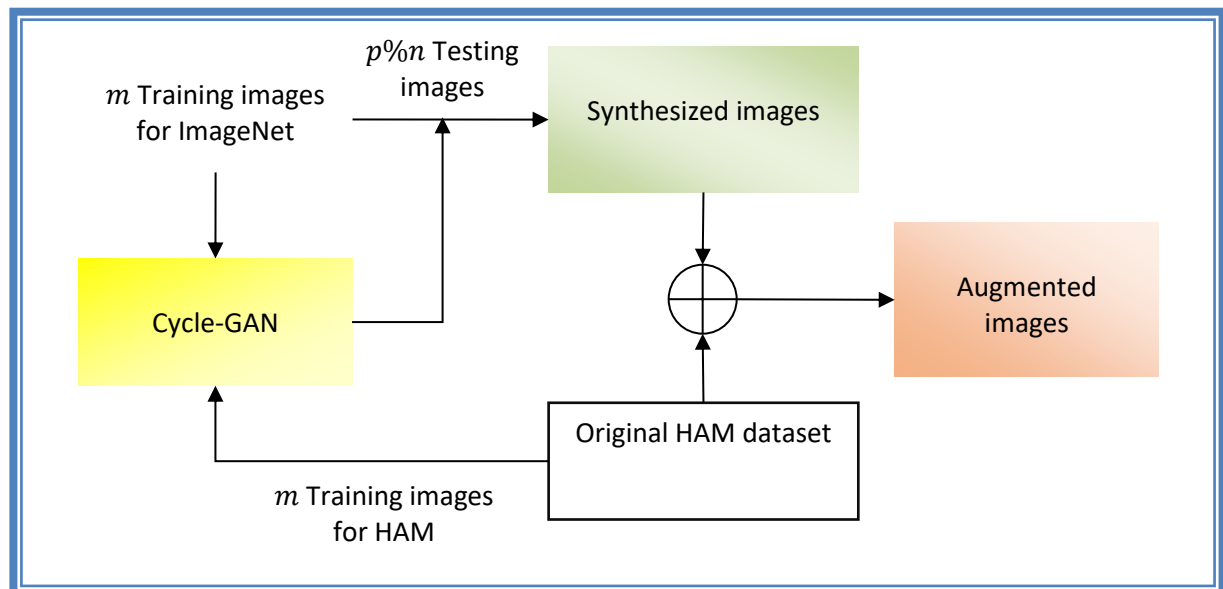 𝑝%𝑛 Testing
images
𝑚 Training images
for ImageNet
Synthesized images
Cycle-GAN
Augmented
images
Original HAM dataset
𝑚 Training images
for HAM